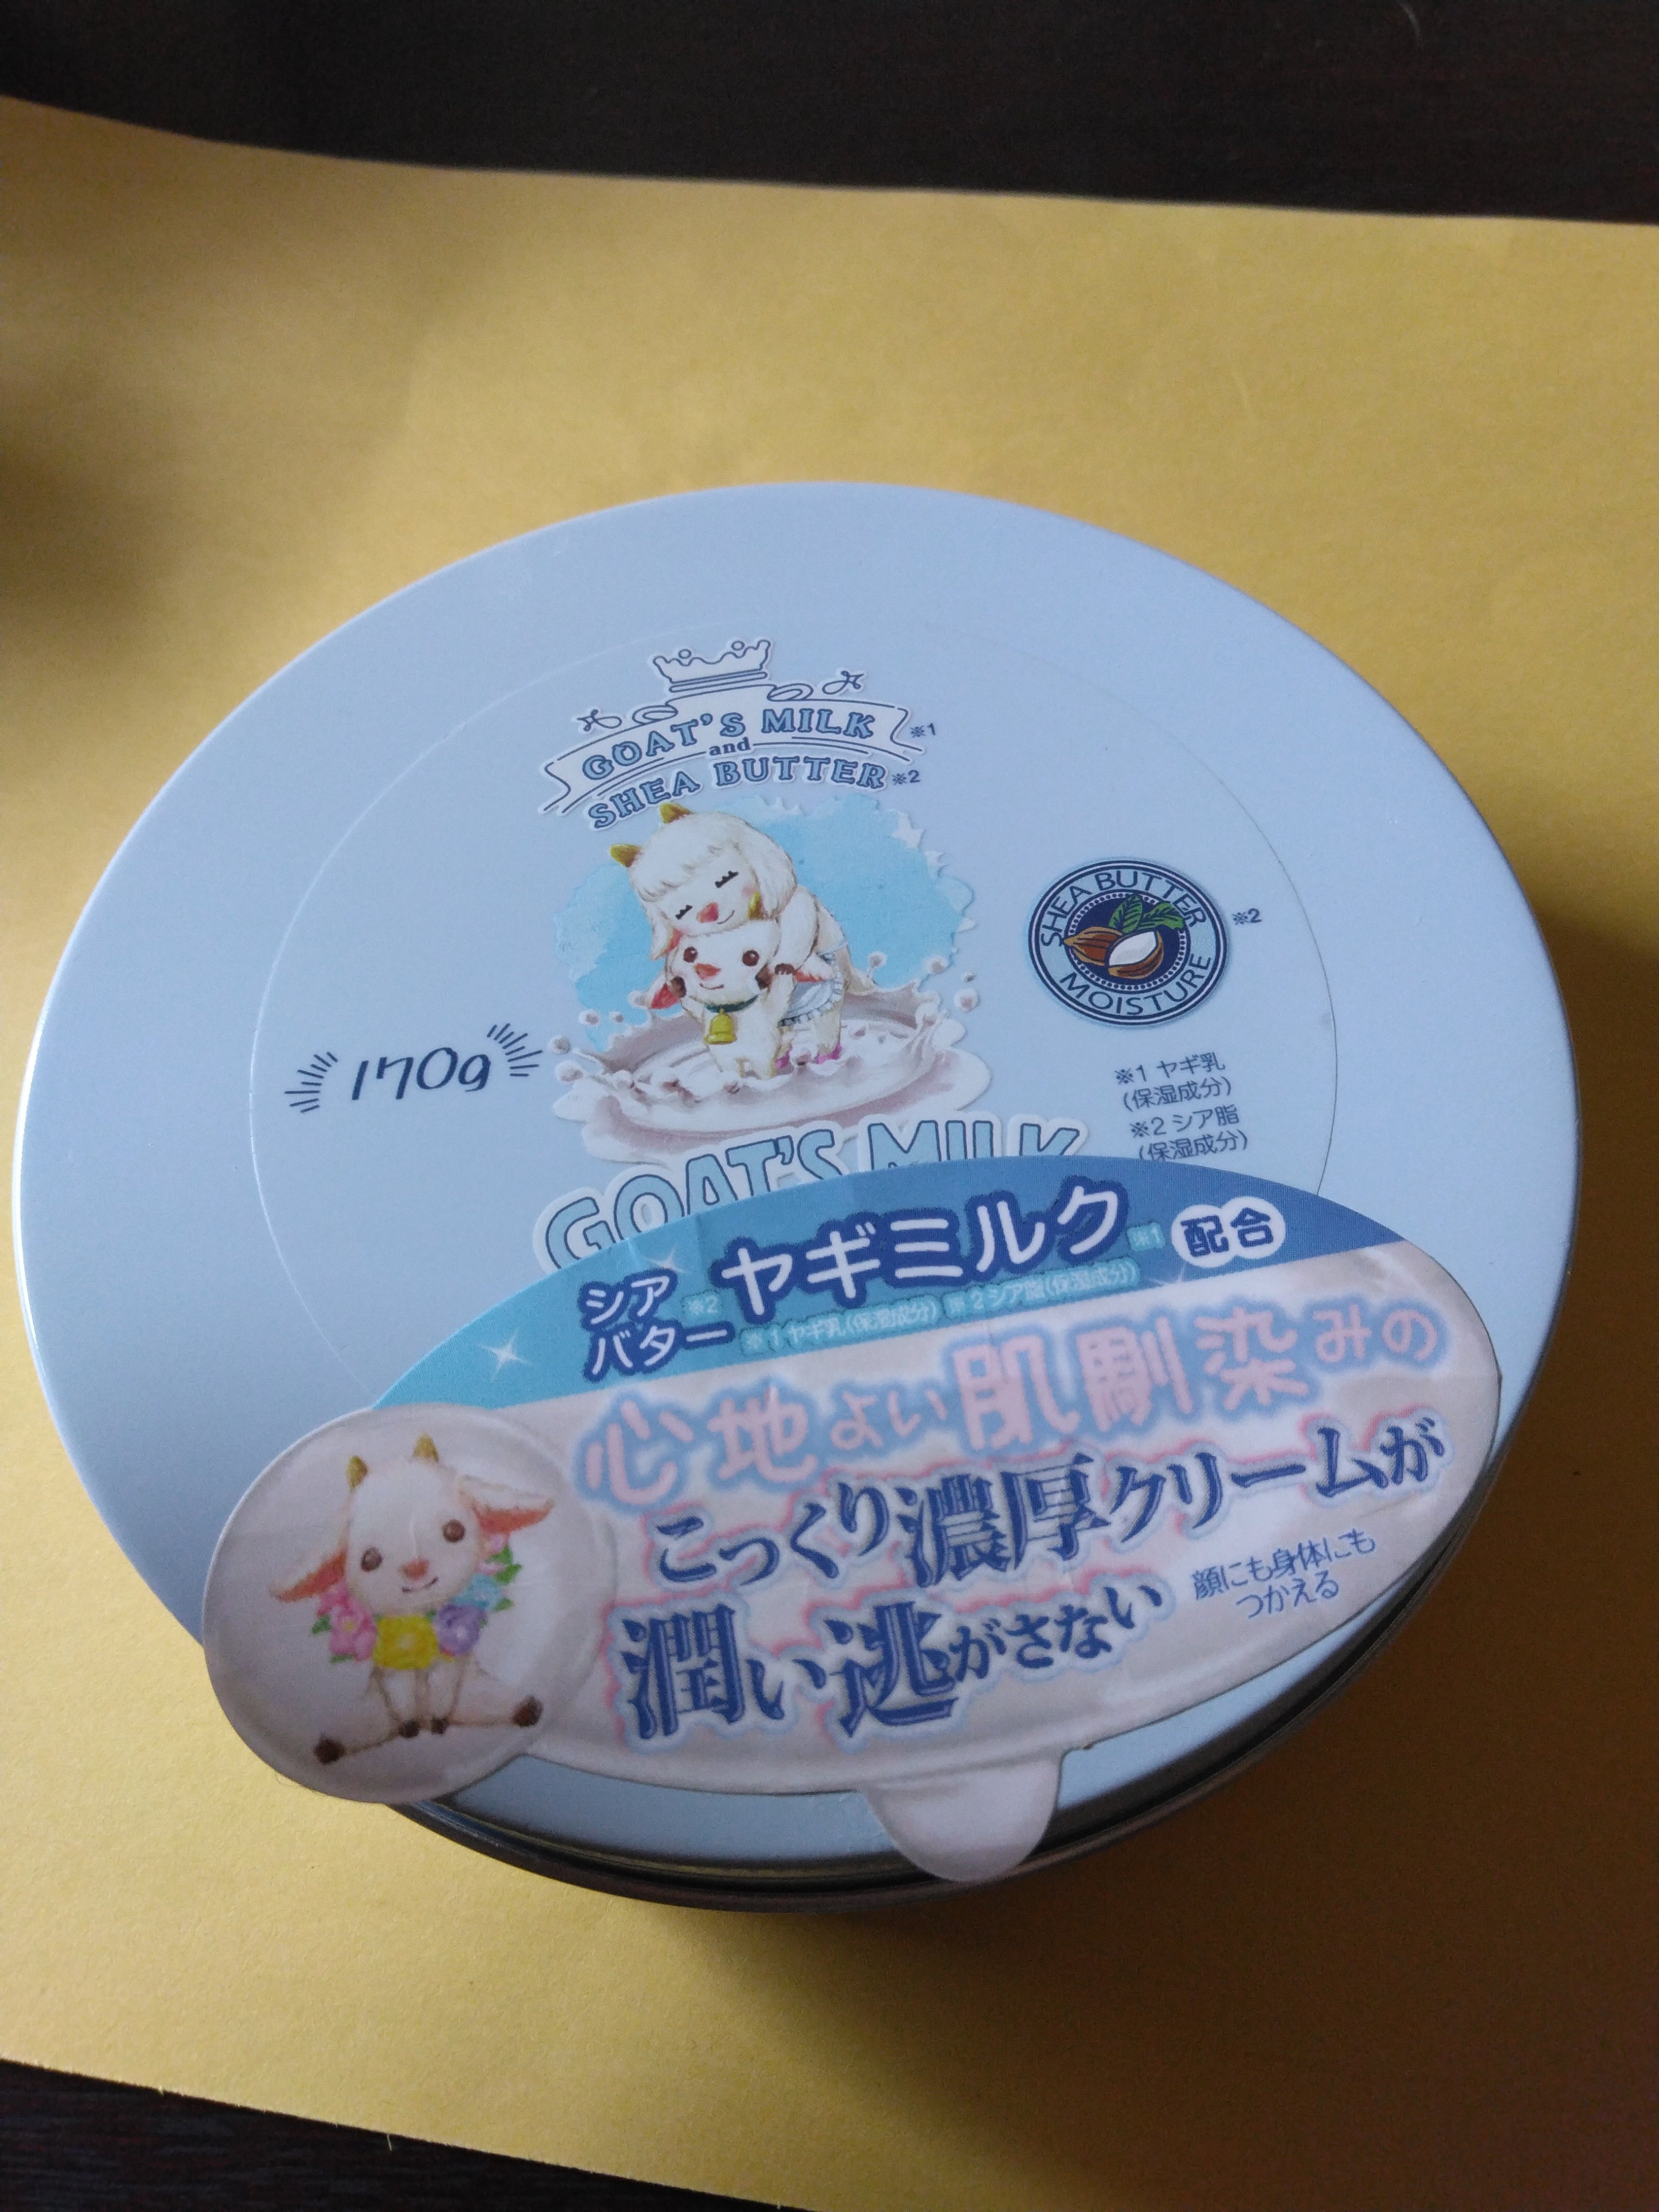 GOAT'S MILK ※1
and
SHEA BUTTER ※2
SHEA BUTTER
MOISTURE
※2
170g
※1 ヤギ乳
(保湿成分)
※2 シア脂
(保湿成分)
GOAT'S MILK
シア
バター ※2 ヤギミルク ※1 配合
※1 ヤギ乳(保湿成分) ※2 シア脂(保湿成分)
心地よい肌馴染みの
こっくり濃厚クリームが
潤い逃がさない
顔にも身体にも
つかえる